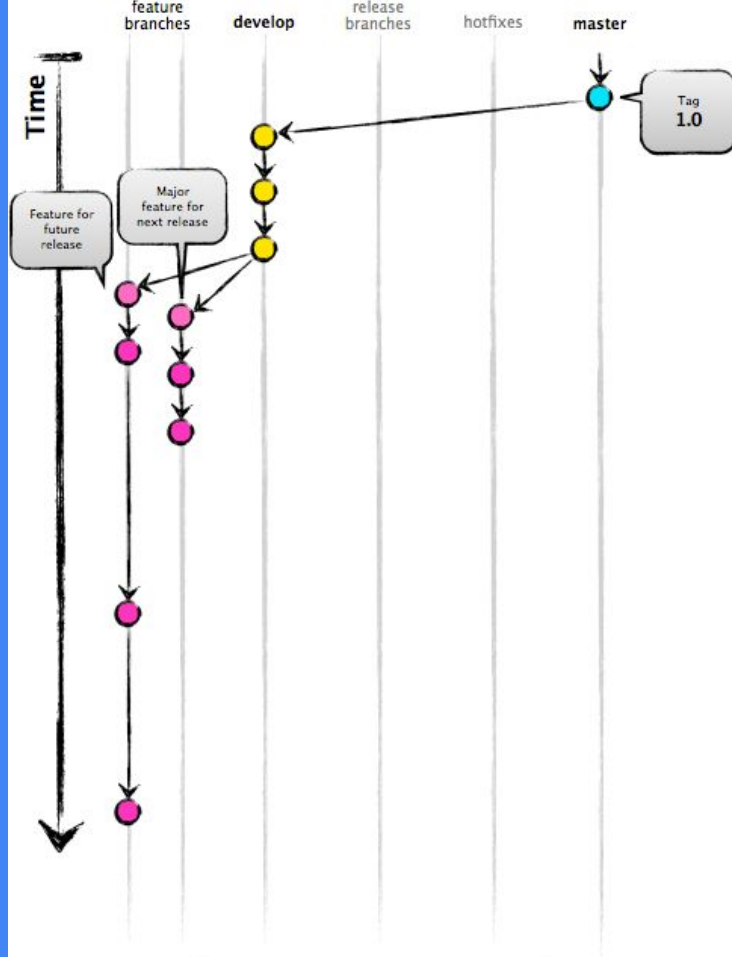 feature
branches
develop
release
branches
hotfixes
master
Time
Tag
1.0
Major
feature for
next release
Feature for
future
release